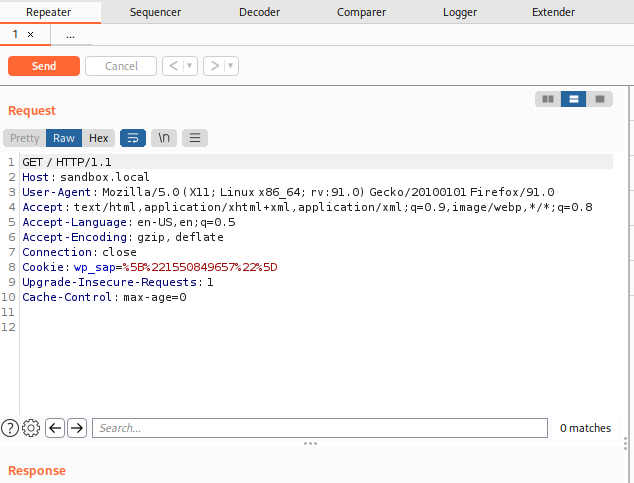 Repeater Sequencer Decoder Comparer Logger Extender
1 × ...
Send Cancel < >
Request
Pretty Raw Hex \n
1 GET / HTTP/1.1
2 Host: sandbox.local
3 User-Agent: Mozilla/5.0 (X11; Linux x86_64; rv:91.0) Gecko/20100101 Firefox/91.0
4 Accept: text/html,application/xhtml+xml,application/xml;q=0.9,image/webp,*/*;q=0.8
5 Accept-Language: en-US,en;q=0.5
6 Accept-Encoding: gzip, deflate
7 Connection: close
8 Cookie: wp_sap=%5B%221550849657%22%5D
9 Upgrade-Insecure-Requests: 1
10 Cache-Control: max-age=0
11
12
Search... 0 matches
Response